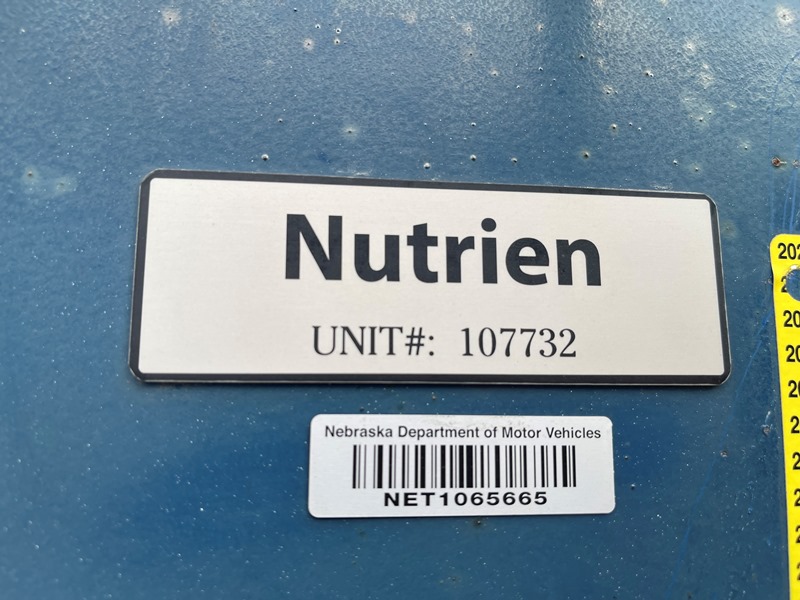 Nutrien
UNIT#: 107732
Nebraska Department of Motor Vehicles
NET1065665